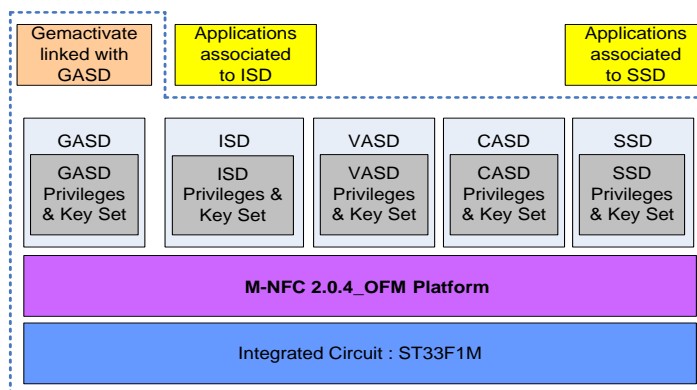 Gemactivate
linked with
GASD
Applications
associated
to ISD
Applications
associated
to SSD
GASD
GASD
Privileges
& Key Set
ISD
ISD
Privileges &
Key Set
VASD
VASD
Privileges
& Key Set
CASD
CASD
Privileges
& Key Set
SSD
SSD
Privileges
& Key Set
M-NFC 2.0.4_OFM Platform
Integrated Circuit : ST33F1M